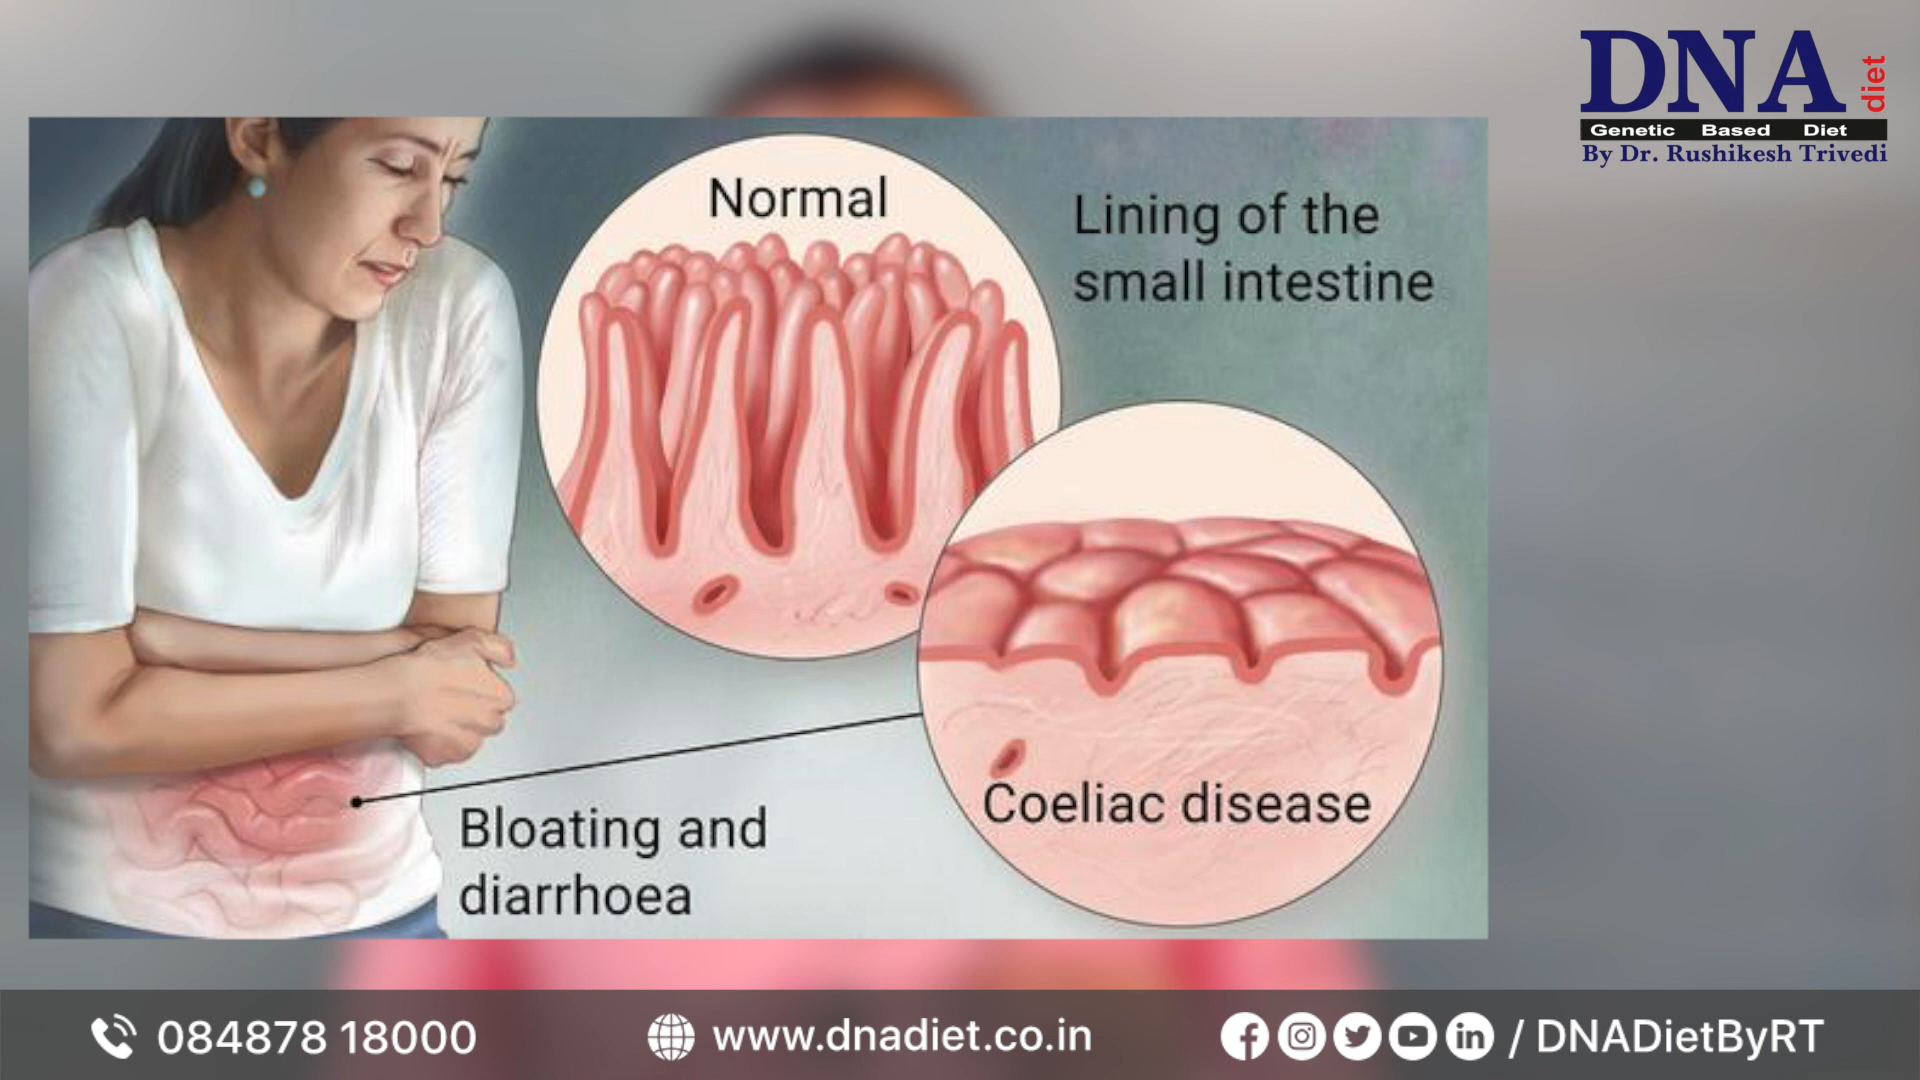 DNA diet
Genetic Based Diet
By Dr. Rushikesh Trivedi
Normal
Lining of the
small intestine
Coeliac disease
Bloating and
diarrhoea
084878 18000
www.dnadiet.co.in
/ DNADietByRT